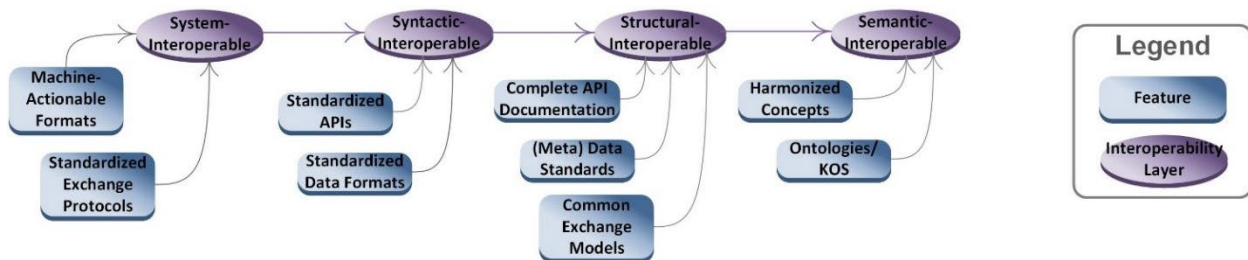 System-
Interoperable
Syntactic-
Interoperable
Structural-
Interoperable
Semantic-
Interoperable
Machine-
Actionable
Formats
Standardized
Exchange
Protocols
Standardized
APIs
Standardized
Data Formats
Complete API
Documentation
(Meta) Data
Standards
Common
Exchange
Models
Harmonized
Concepts
Ontologies/
KOS
Legend
Feature
Interoperability
Layer